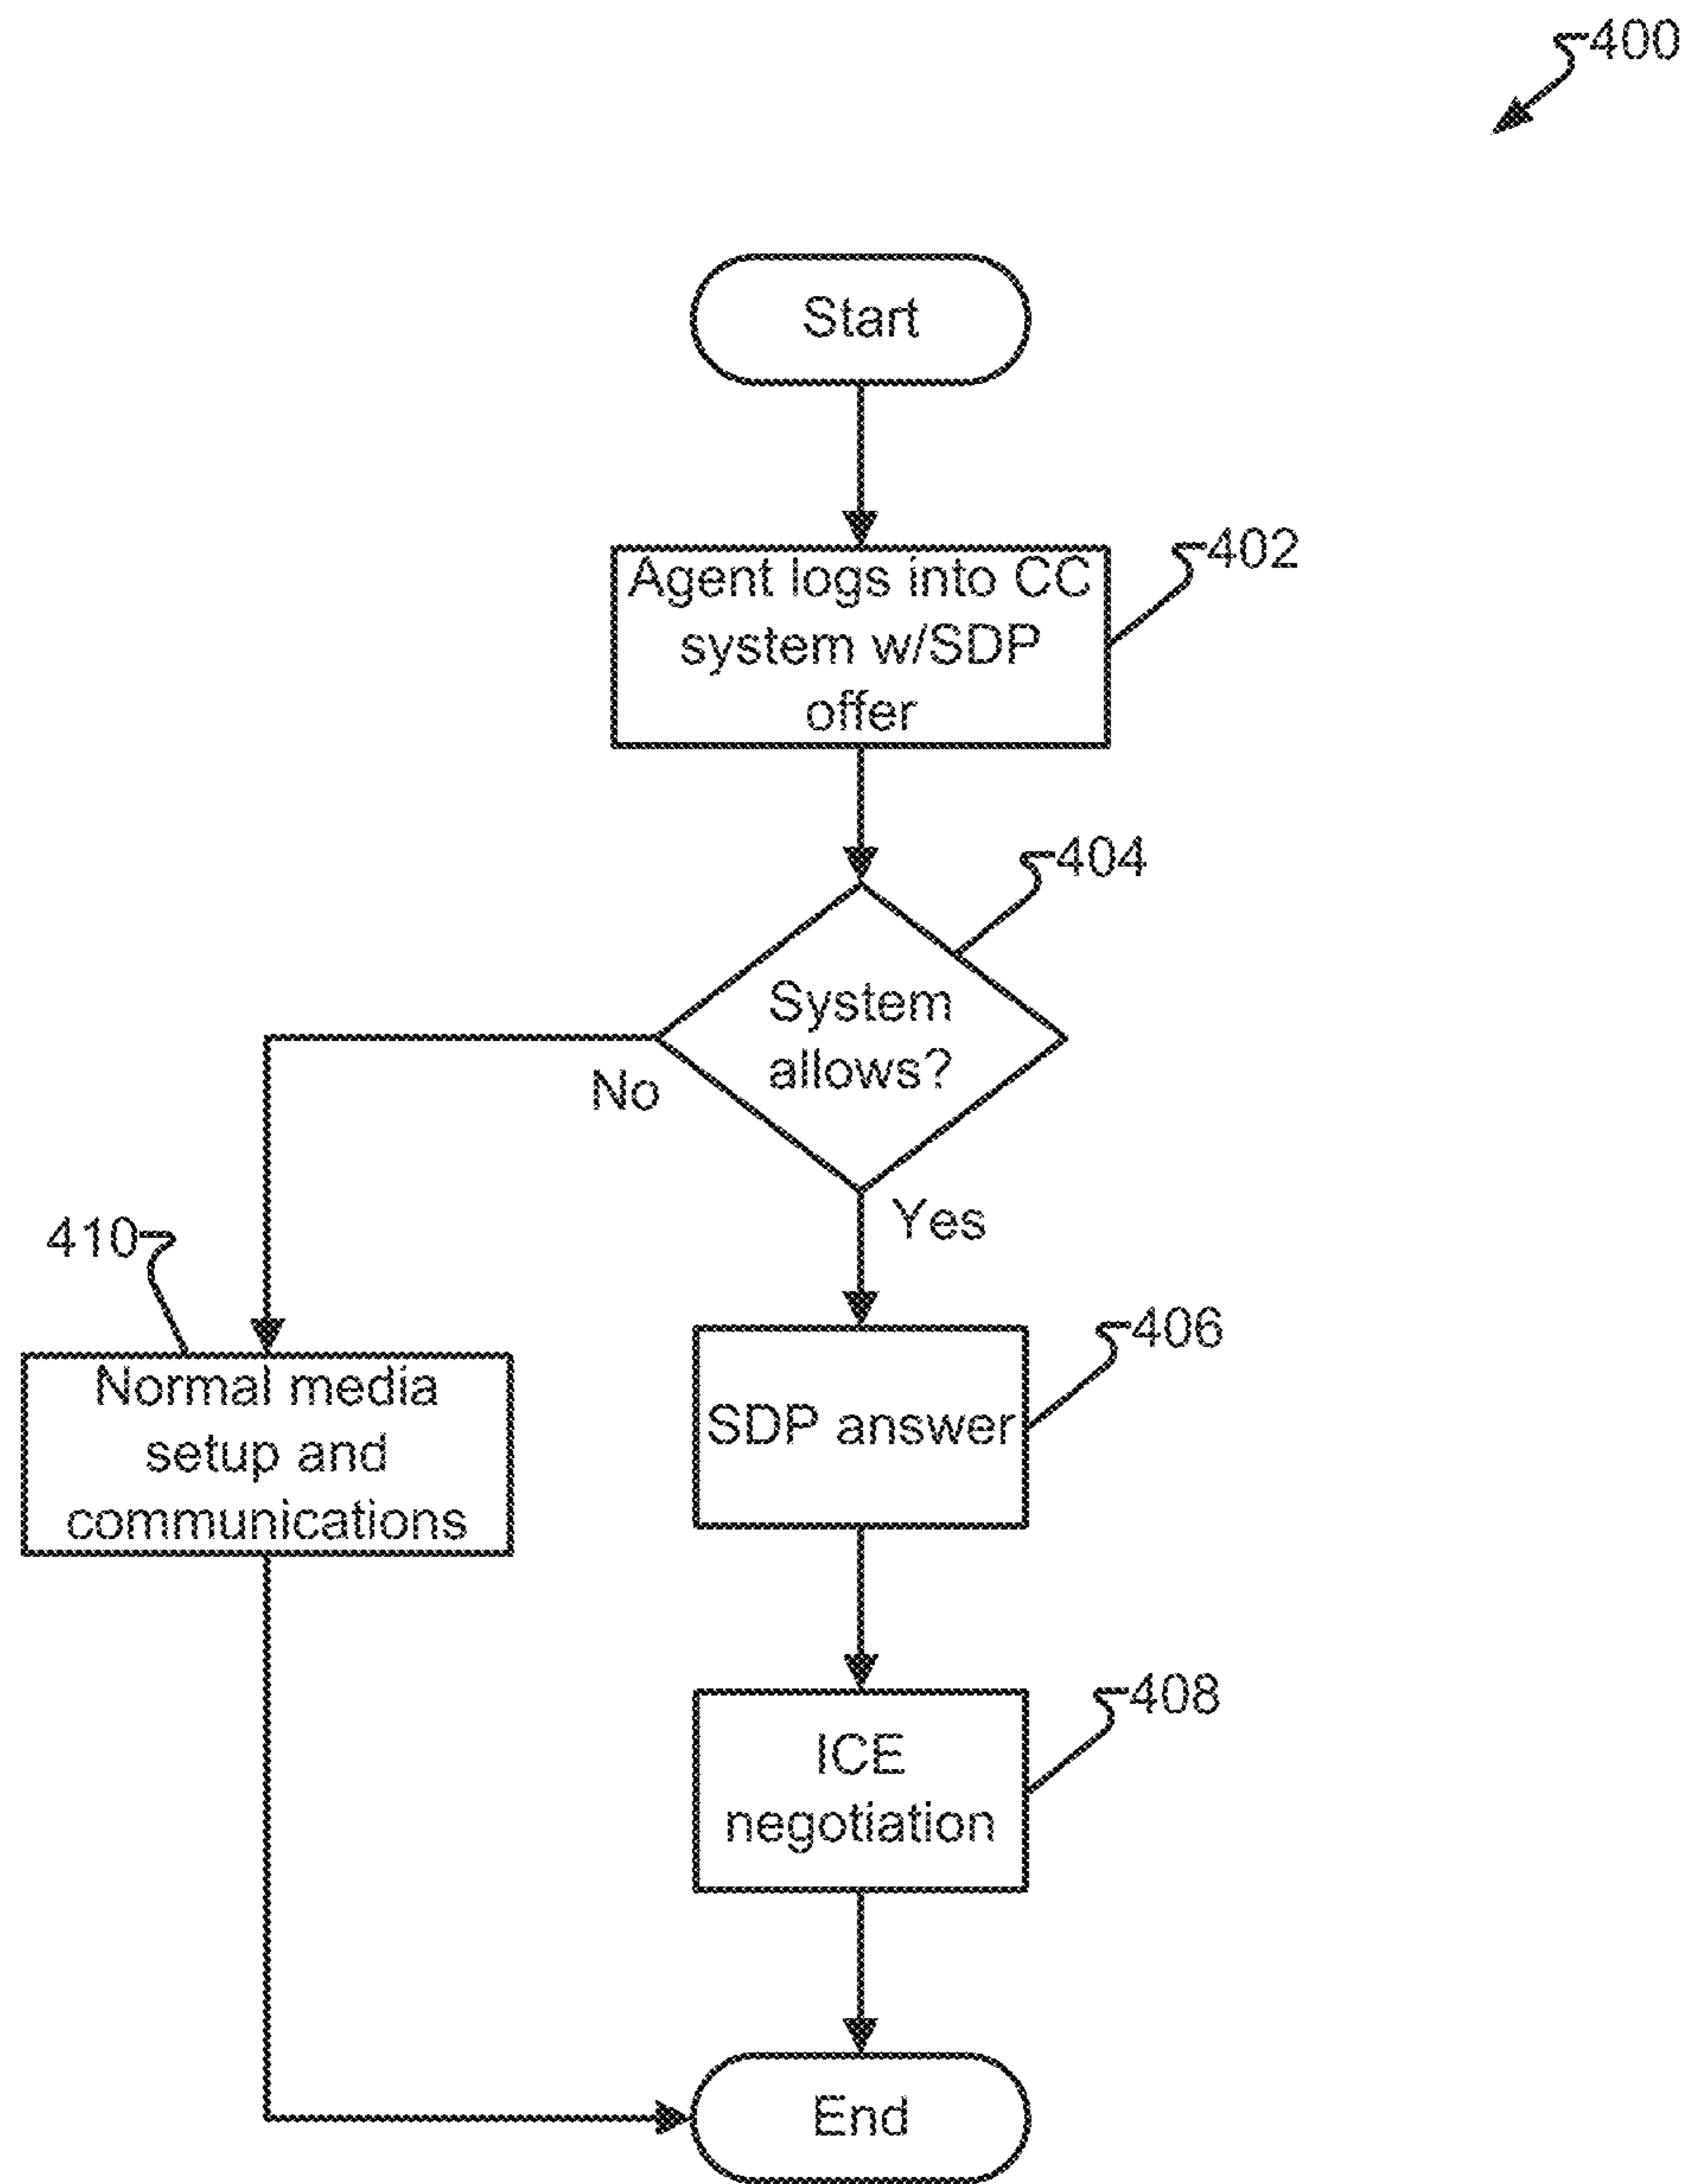 400
Start
Agent logs into CC
system w/SDP
offer
402
404
System
allows?
No
Yes
410
Normal media
setup and
communications
406
SDP answer
408
ICE
negotiation
End